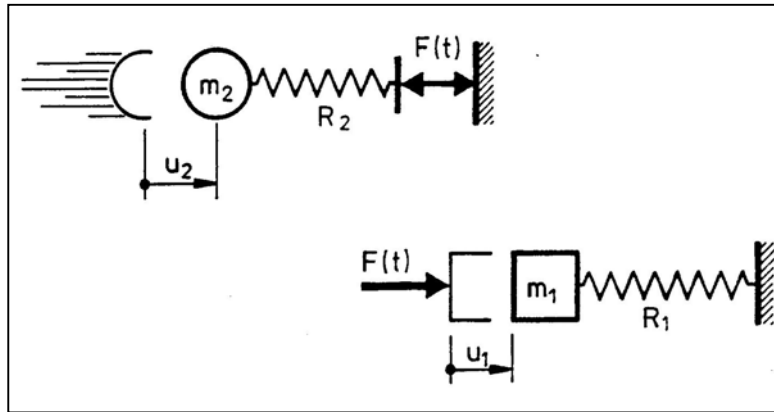 F(t)
m₂
R₂
u₂
F(t)
m₁
R₁
u₁